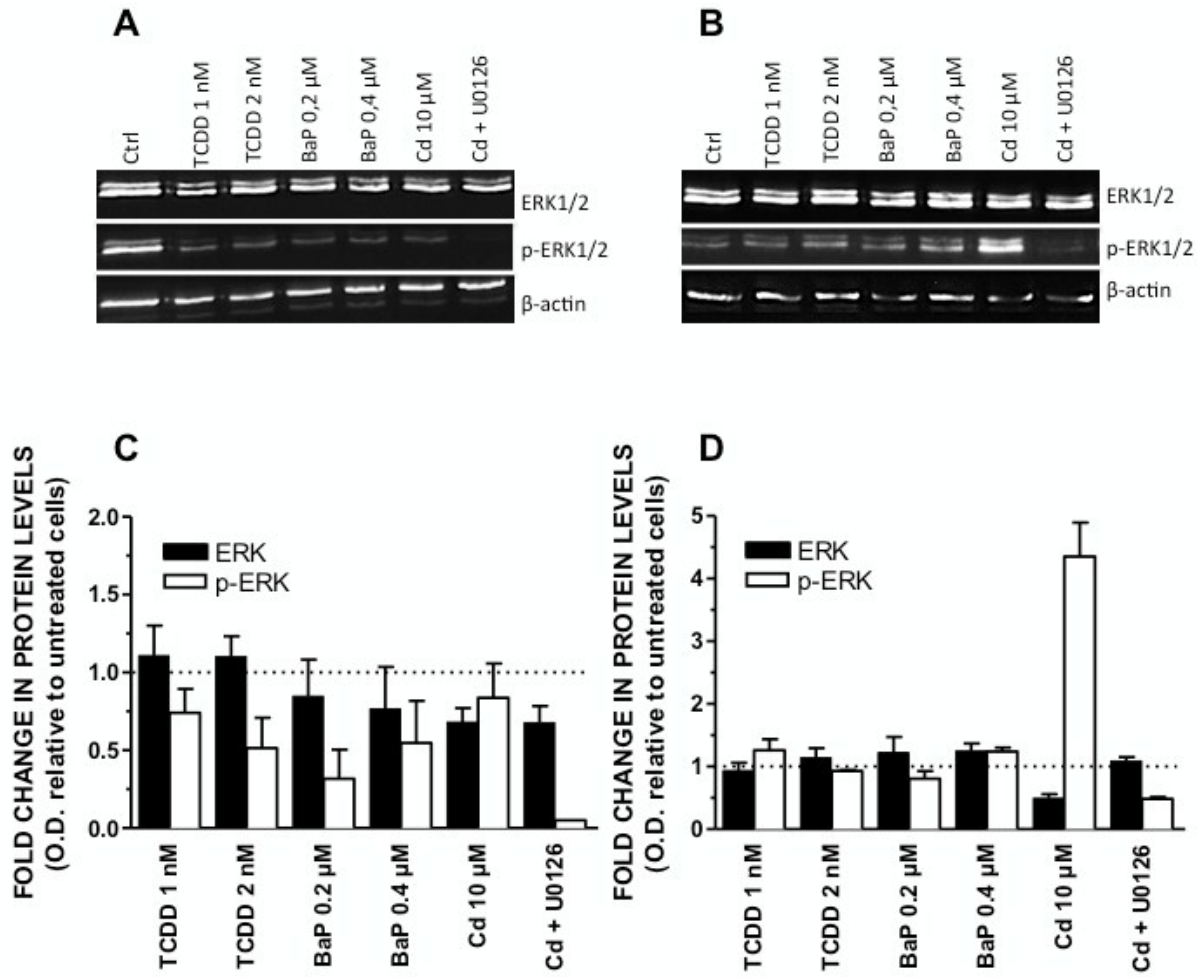 A
Ctrl
TCDD 1 nM
TCDD 2 nM
BaP 0,2 µM
BaP 0,4 µM
Cd 10 µM
Cd + U0126
ERK1/2
p-ERK1/2
β-actin
B
Ctrl
TCDD 1 nM
TCDD 2 nM
BaP 0,2 µM
BaP 0,4 µM
Cd 10 µM
Cd + U0126
ERK1/2
p-ERK1/2
β-actin
C
FOLD CHANGE IN PROTEIN LEVELS
(O.D. relative to untreated cells)
2.0
1.5
1.0
0.5
0.0
ERK
p-ERK
TCDD 1 nM
TCDD 2 nM
BaP 0.2 µM
BaP 0.4 µM
Cd 10 µM
Cd + U0126
D
FOLD CHANGE IN PROTEIN LEVELS
(O.D. relative to untreated cells)
5
4
3
2
1
0
ERK
p-ERK
TCDD 1 nM
TCDD 2 nM
BaP 0.2 µM
BaP 0.4 µM
Cd 10 µM
Cd + U0126